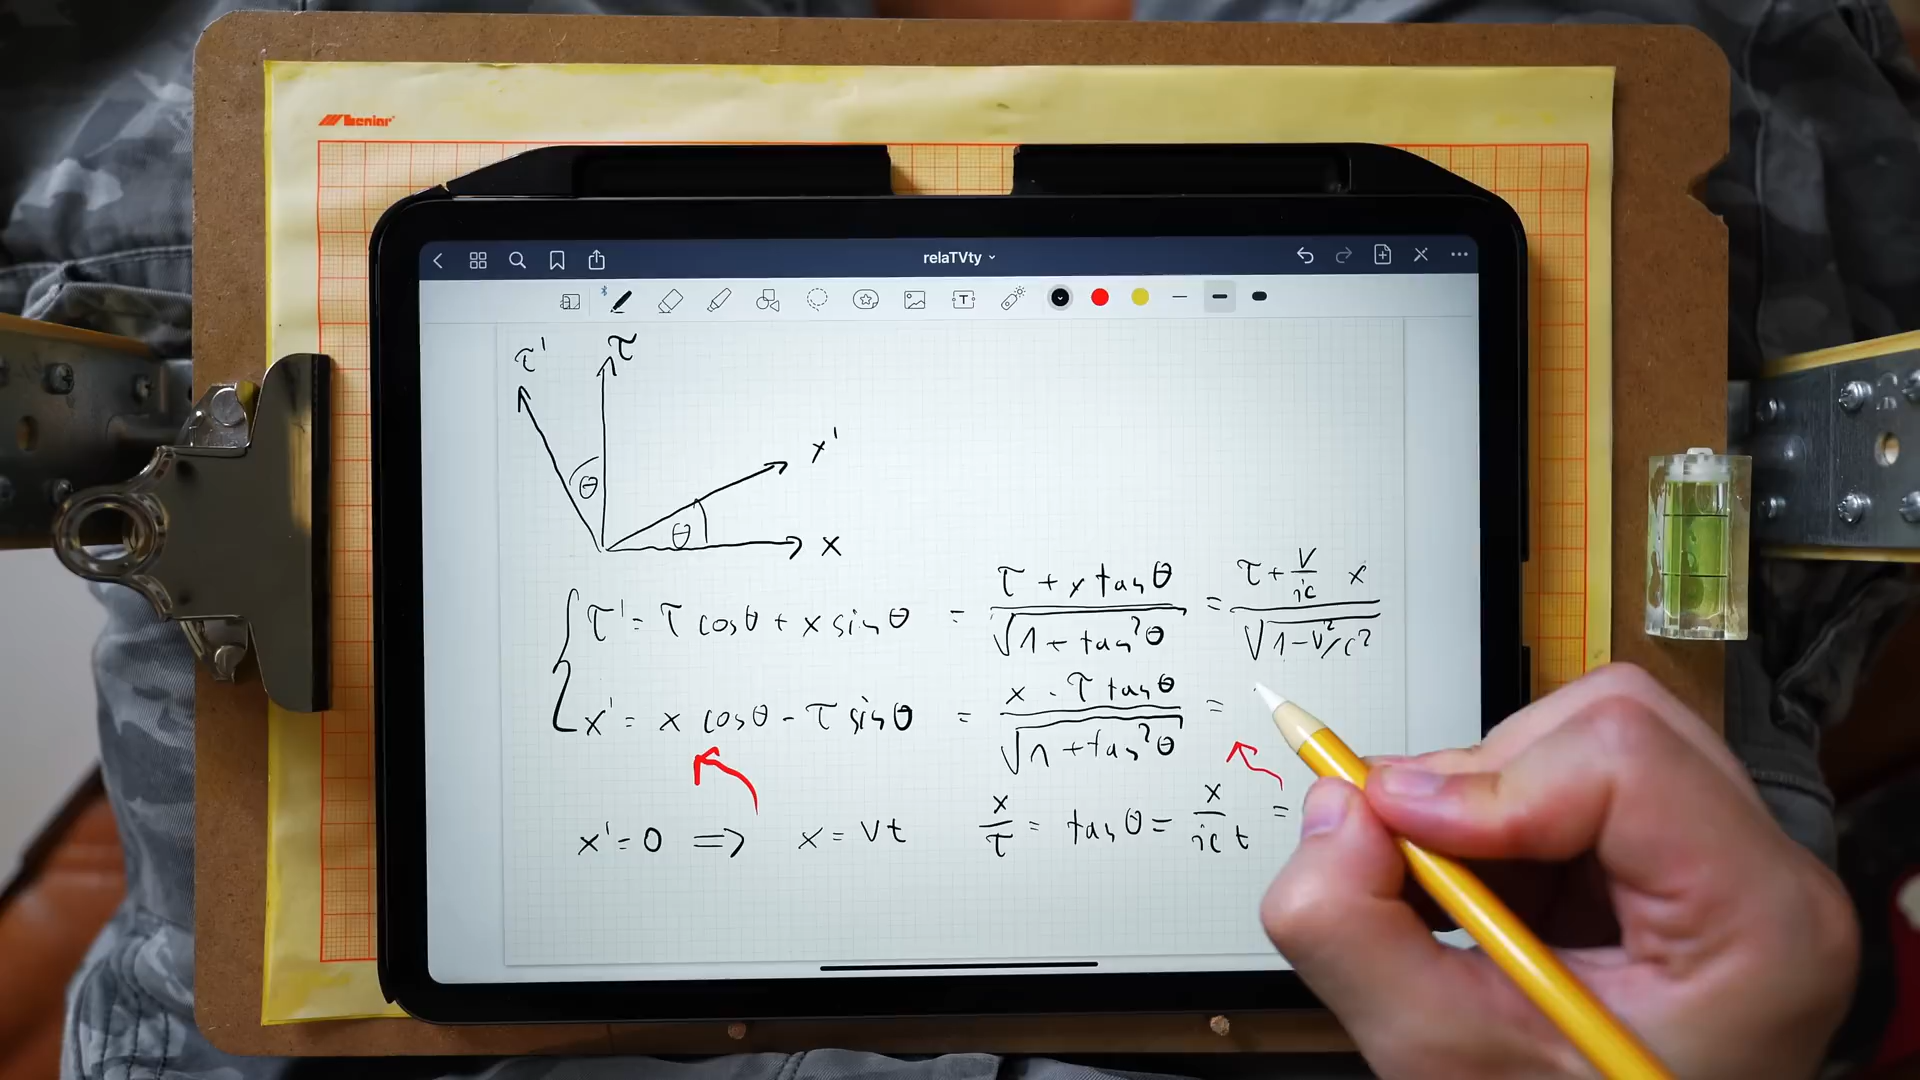 Senior
relaTVty
T
τ' τ
x'
θ
θ
x
τ' = τ cosθ + x sinθ = (τ + x tanθ)/√(1 + tan²θ) = (τ + v/ic x)/√(1 - v²/c²)
x' = x cosθ - τ sinθ = (x - τ tanθ)/√(1 + tan²θ) =
x' = 0 ⇒ x = vt x/τ = tanθ = x/ict =